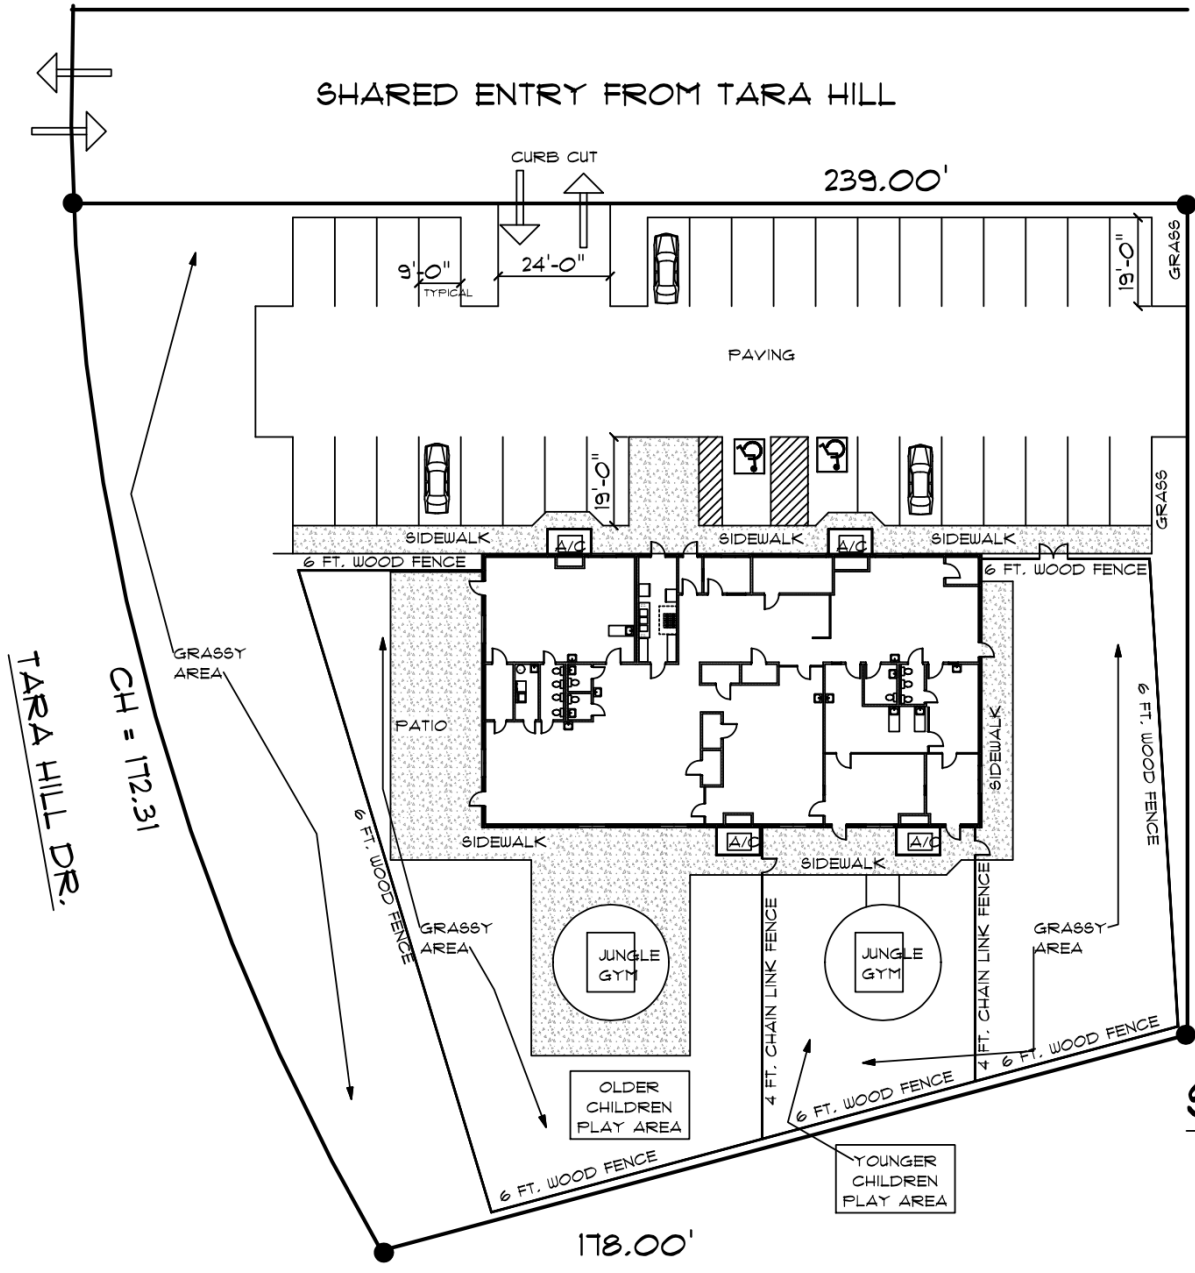 SHARED ENTRY FROM TARA HILL
CURB CUT
239.00'
9'-0"
TYPICAL
24'-0"
19'-0"
GRASS
PAVING
19'-0"
GRASS
SIDEWALK
A/C
SIDEWALK
A/C
SIDEWALK
6 FT. WOOD FENCE
6 FT. WOOD FENCE
GRASSY
AREA
TARA HILL DR.
CH = 172.31
PATIO
SIDEWALK
6 FT. WOOD FENCE
6 FT. WOOD FENCE
SIDEWALK
A/C
SIDEWALK
A/C
GRASSY
AREA
JUNGLE
GYM
4 FT. CHAIN LINK FENCE
JUNGLE
GYM
4 FT. CHAIN LINK FENCE
GRASSY
AREA
6 FT. WOOD FENCE
6 FT. WOOD FENCE
6 FT. WOOD FENCE
OLDER
CHILDREN
PLAY AREA
YOUNGER
CHILDREN
PLAY AREA
178.00'